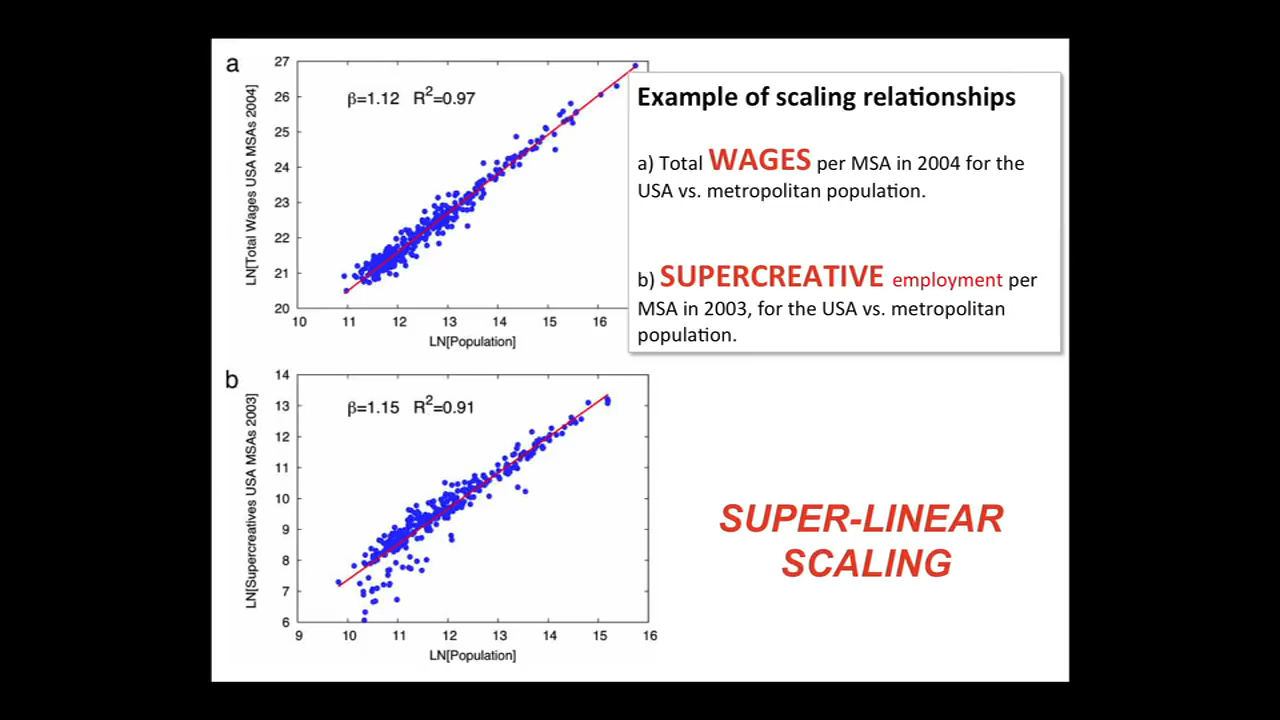 a
LN[Total Wages USA MSAs 2004]
27
26
25
24
23
22
21
20
β=1.12 R²=0.97
10 11 12 13 14 15 16
LN[Population]
Example of scaling relationships
a) Total WAGES per MSA in 2004 for the
USA vs. metropolitan population.
b) SUPERCREATIVE employment per
MSA in 2003, for the USA vs. metropolitan
population.
b
LN[Supercreatives USA MSAs 2003]
14
13
12
11
10
9
8
7
6
β=1.15 R²=0.91
9 10 11 12 13 14 15 16
LN[Population]
SUPER-LINEAR
SCALING